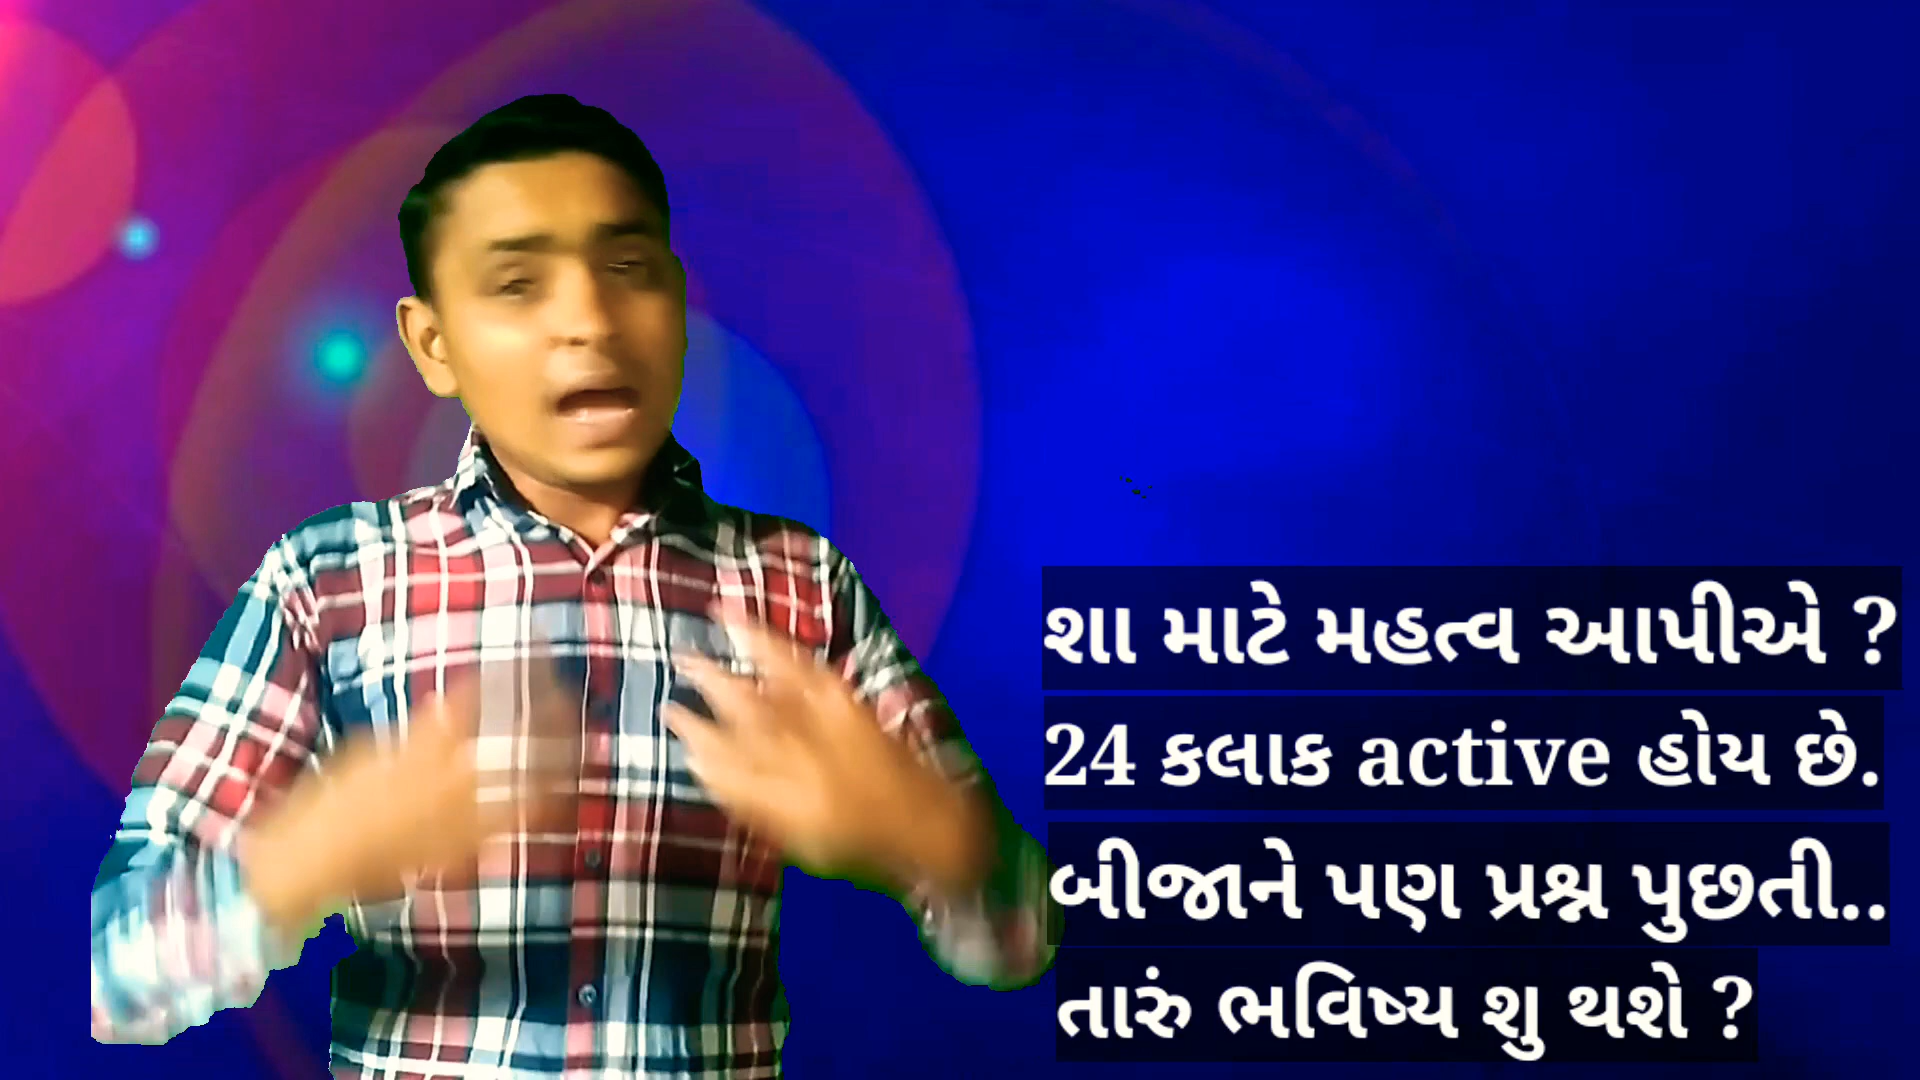 શા માટે મહત્વ આપીએ ?
24 કલાક active હોય છે.
બીજાને પણ પ્રશ્ન પુછતી..
તારું ભવિષ્ય શુ થશે ?